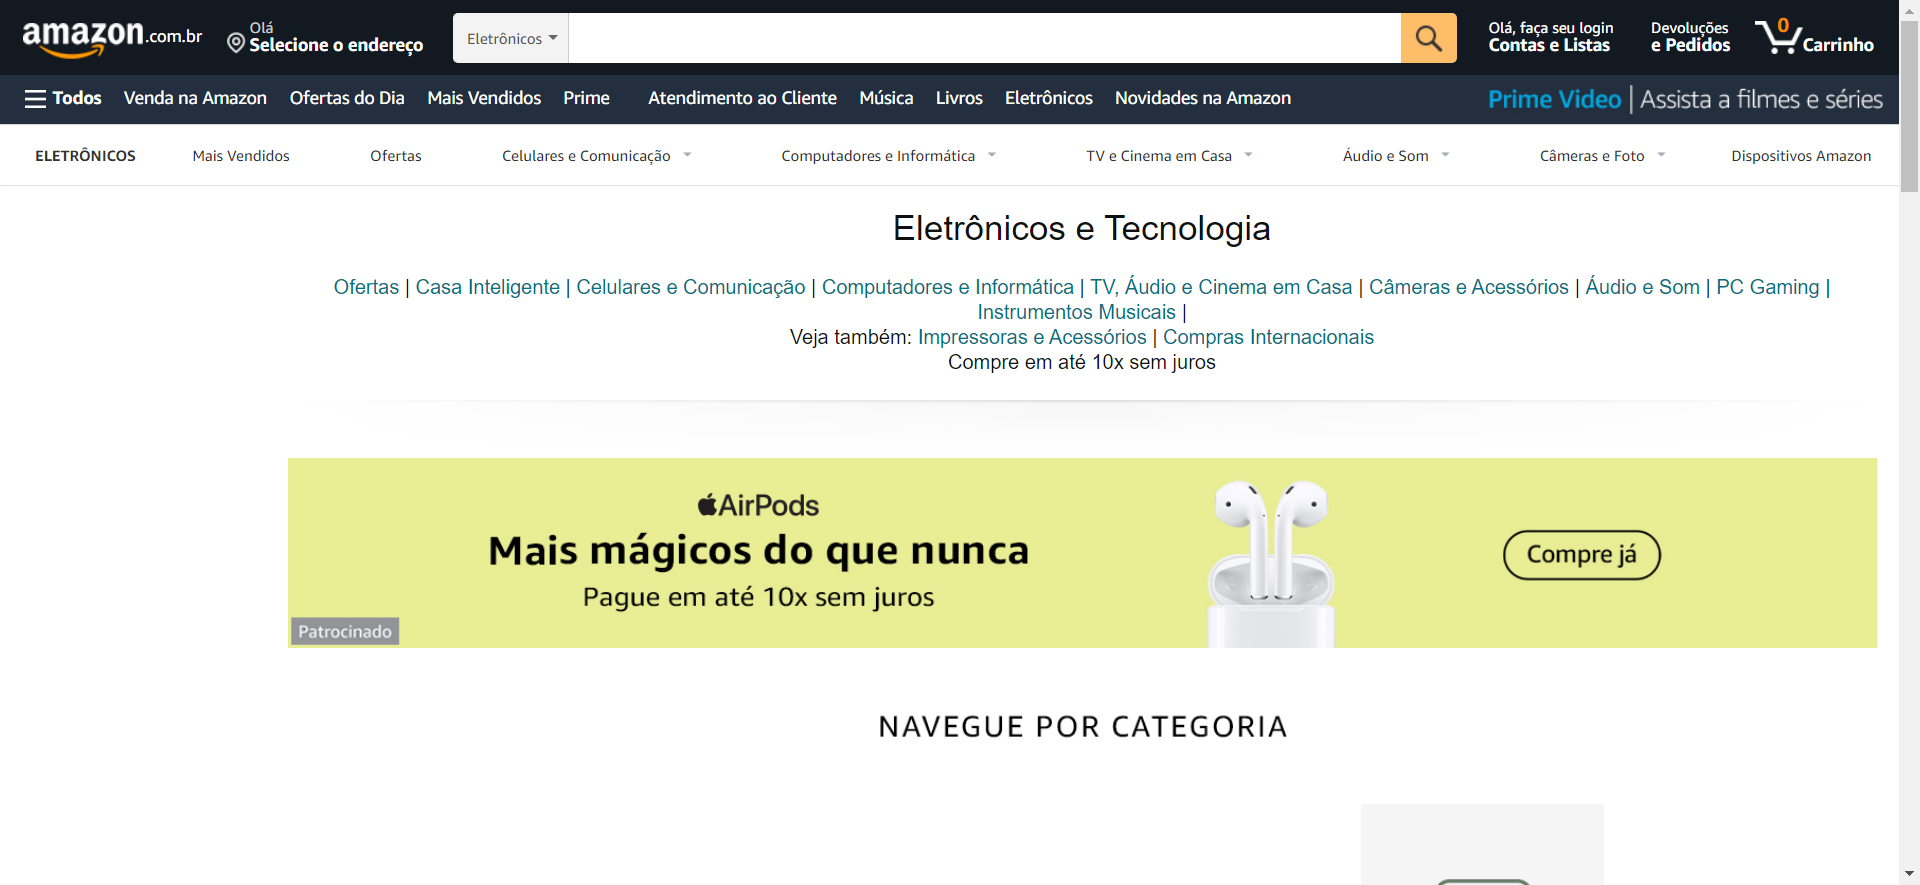 amazon.com.br
Olá
Selecione o endereço
Eletrônicos
Olá, faça seu login
Contas e Listas
Devoluções
e Pedidos
0
Carrinho
Todos Venda na Amazon Ofertas do Dia Mais Vendidos Prime Atendimento ao Cliente Música Livros Eletrônicos Novidades na Amazon
Prime Video | Assista a filmes e séries
ELETRÔNICOS Mais Vendidos Ofertas Celulares e Comunicação Computadores e Informática TV e Cinema em Casa Áudio e Som Câmeras e Foto Dispositivos Amazon
Eletrônicos e Tecnologia
Ofertas | Casa Inteligente | Celulares e Comunicação | Computadores e Informática | TV, Áudio e Cinema em Casa | Câmeras e Acessórios | Áudio e Som | PC Gaming |
Instrumentos Musicais |
Veja também: Impressoras e Acessórios | Compras Internacionais
Compre em até 10x sem juros
AirPods
Mais mágicos do que nunca
Pague em até 10x sem juros
Compre já
Patrocinado
NAVEGUE POR CATEGORIA